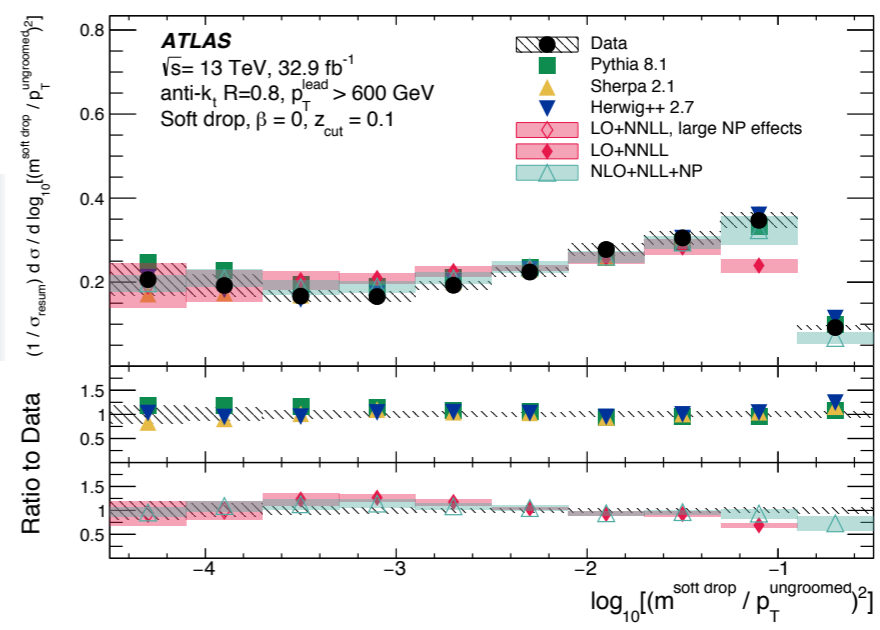 ATLAS
√s= 13 TeV, 32.9 fb⁻¹
anti-kₜ R=0.8, p_T^lead > 600 GeV
Soft drop, β = 0, z_cut = 0.1
Data
Pythia 8.1
Sherpa 2.1
Herwig++ 2.7
LO+NNLL, large NP effects
LO+NNLL
NLO+NLL+NP
(1 / σ_resum) d σ / d log₁₀[(m^soft drop / p_T^ungroomed)²]
0.8
0.6
0.4
0.2
Ratio to Data
1.5
1
0.5
1.5
1
0.5
−4 −3 −2 −1
log₁₀[(m^soft drop / p_T^ungroomed)²]